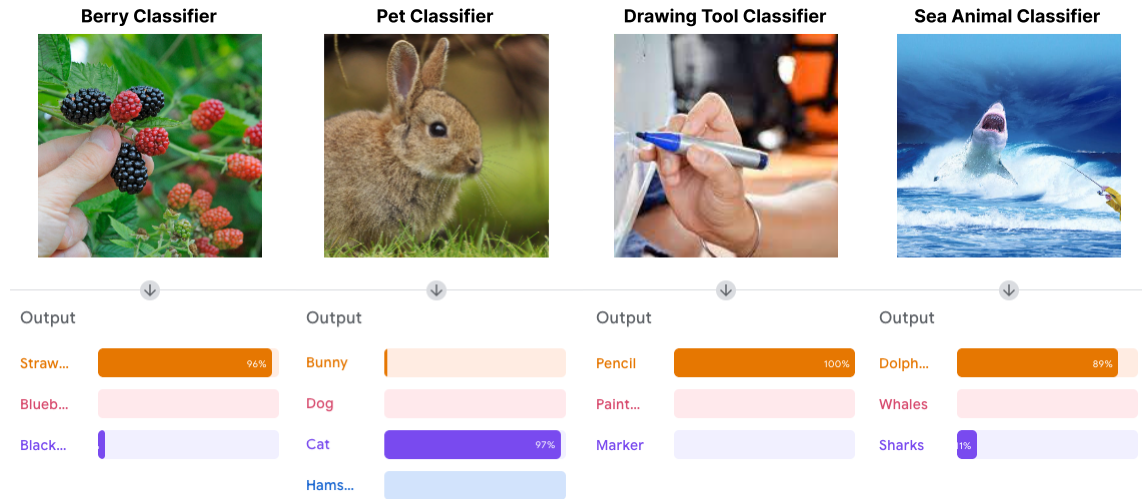 Berry Classifier
Pet Classifier
Drawing Tool Classifier
Sea Animal Classifier
Output
Straw... 96%
Blueb...
Black...
Output
Bunny
Dog
Cat 97%
Hams...
Output
Pencil 100%
Paint...
Marker
Output
Dolph... 89%
Whales
Sharks 11%